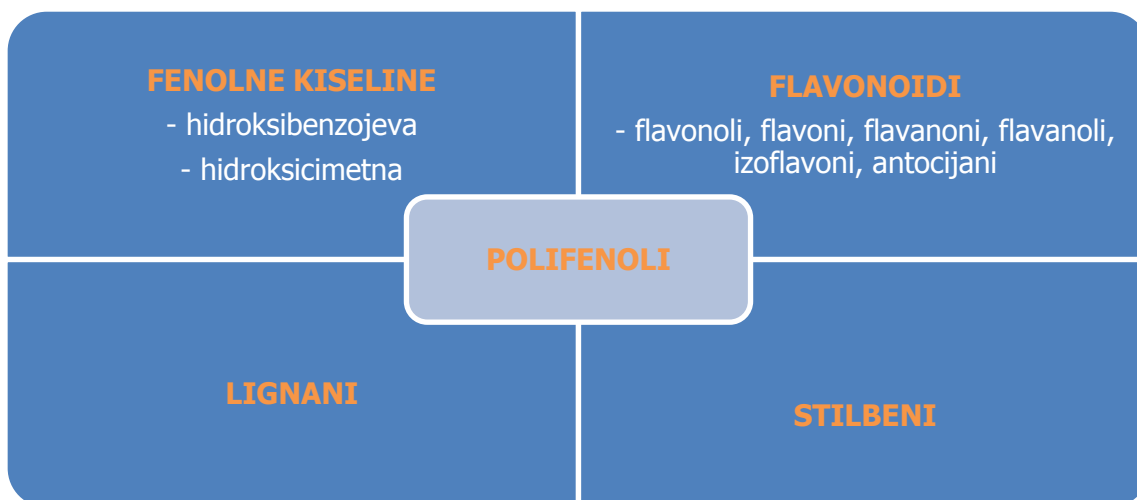 FENOLNE KISELINE
- hidroksibenzojeva
- hidroksicimetna
FLAVONOIDI
- flavonoli, flavoni, flavanoni, flavanoli,
izoflavoni, antocijani
POLIFENOLI
LIGNANI
STILBENI